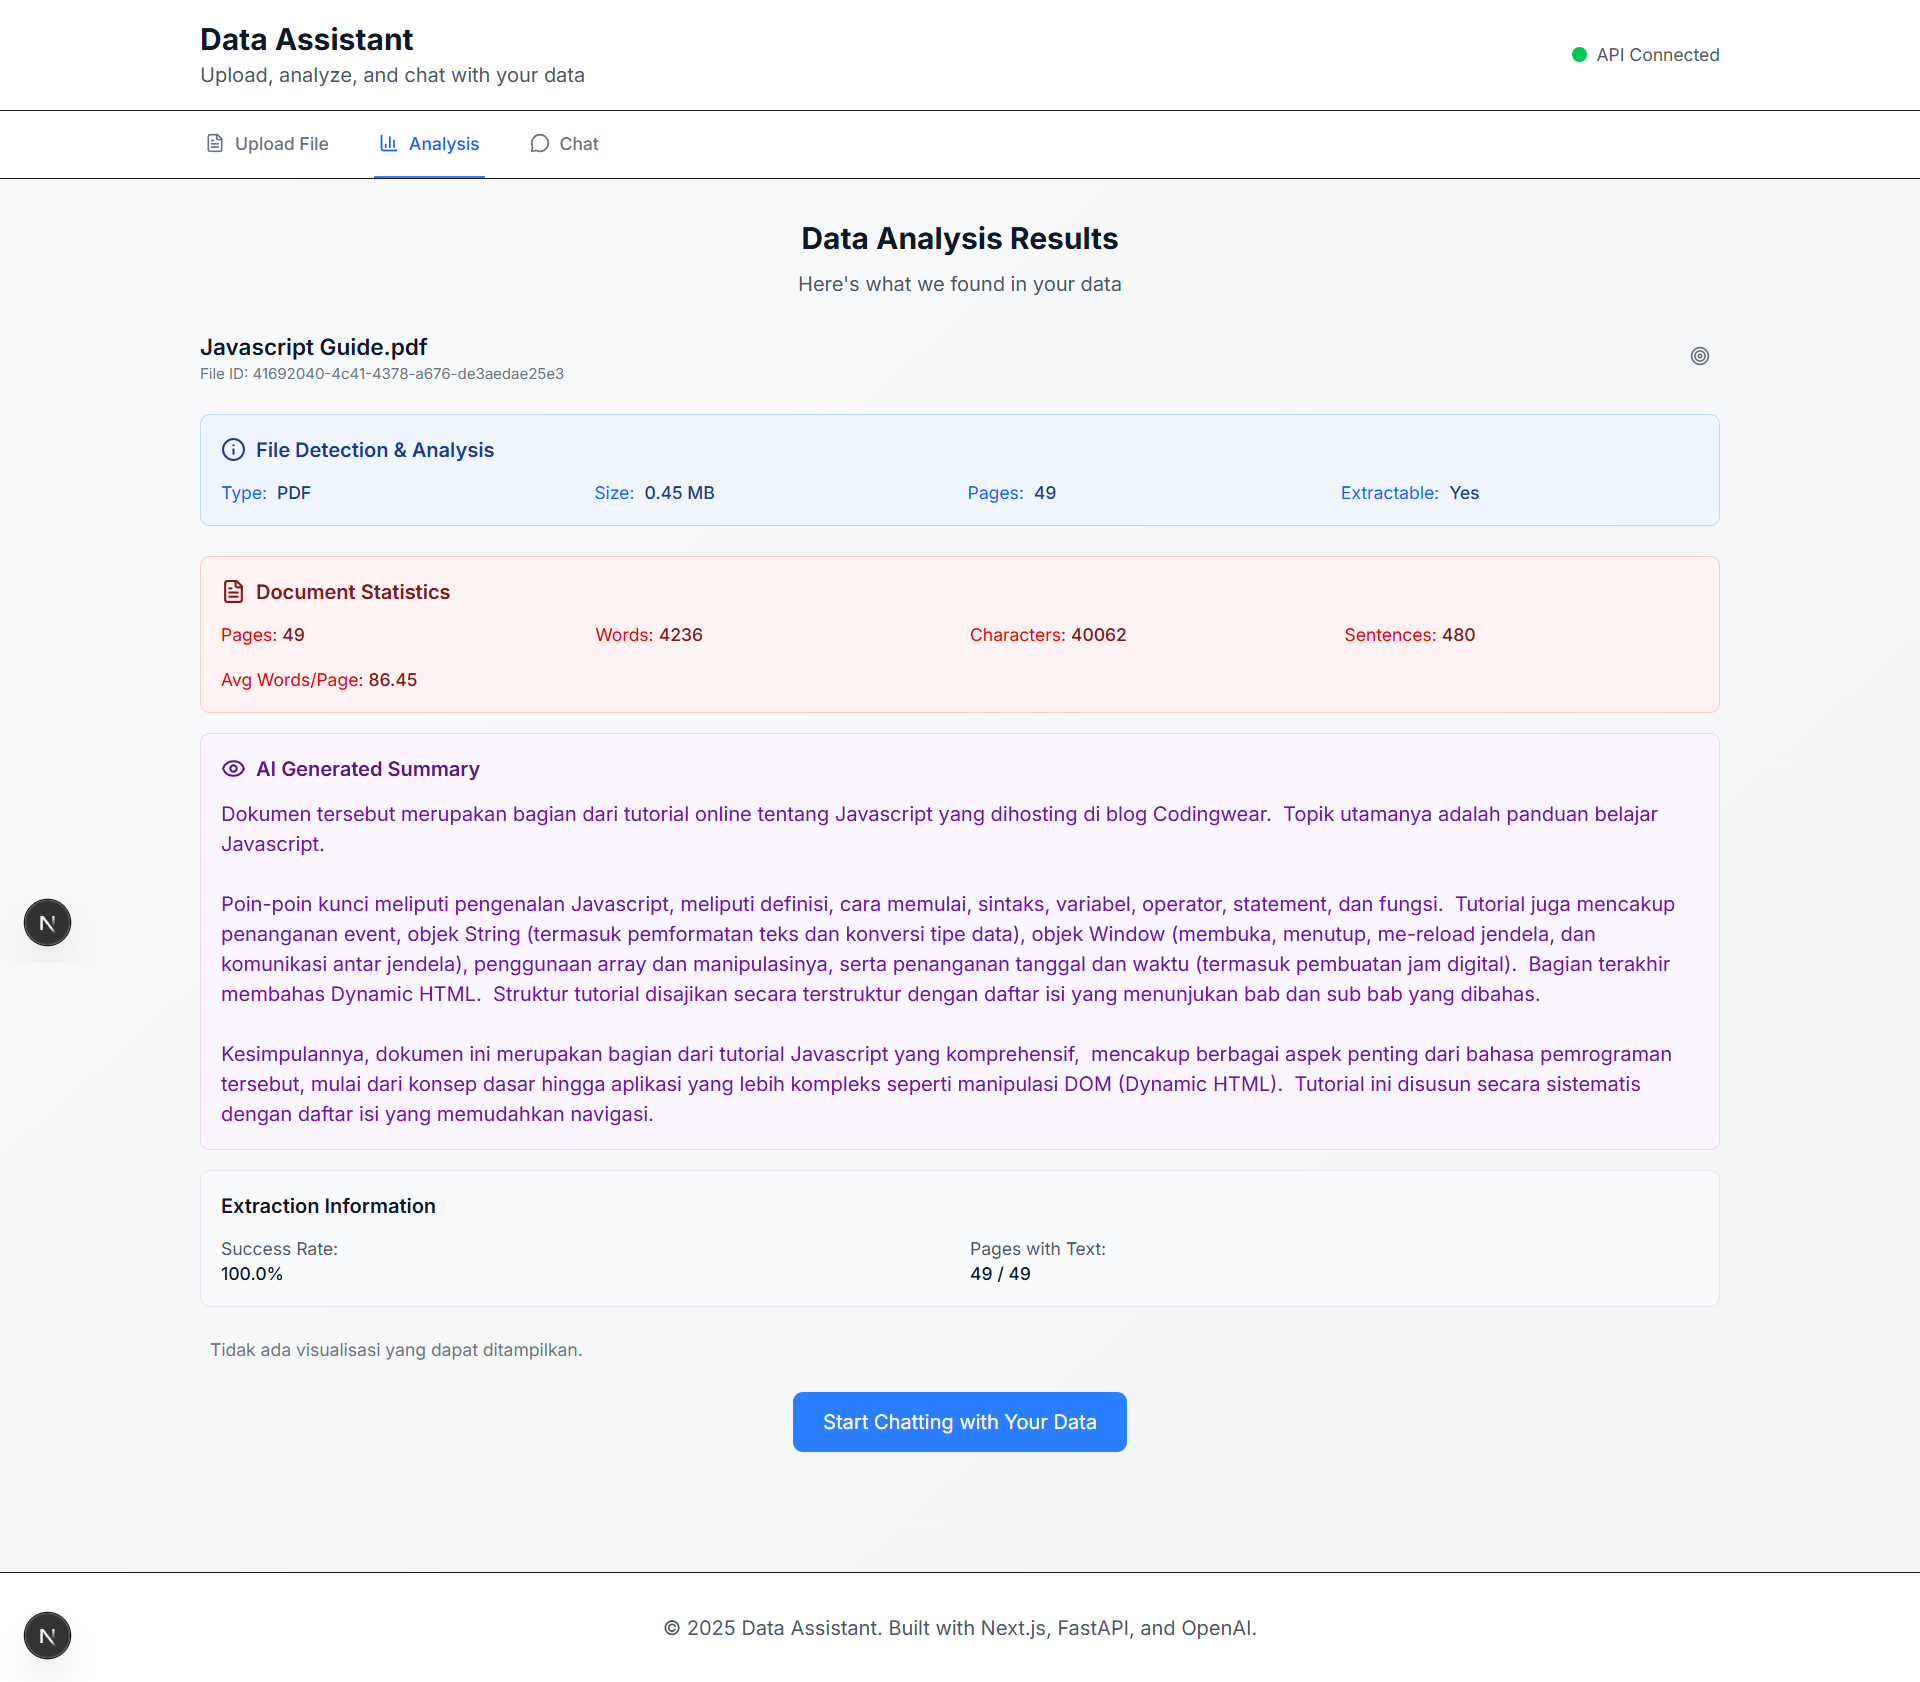 Data Assistant
Upload, analyze, and chat with your data
API Connected
Upload File
Analysis
Chat
Data Analysis Results
Here's what we found in your data
Javascript Guide.pdf
File ID: 41692040-4c41-4378-a676-de3aedae25e3
File Detection & Analysis
Type: PDF
Size: 0.45 MB
Pages: 49
Extractable: Yes
Document Statistics
Pages: 49
Words: 4236
Characters: 40062
Sentences: 480
Avg Words/Page: 86.45
AI Generated Summary
Dokumen tersebut merupakan bagian dari tutorial online tentang Javascript yang dihosting di blog Codingwear. Topik utamanya adalah panduan belajar
Javascript.
Poin-poin kunci meliputi pengenalan Javascript, meliputi definisi, cara memulai, sintaks, variabel, operator, statement, dan fungsi. Tutorial juga mencakup
penanganan event, objek String (termasuk pemformatan teks dan konversi tipe data), objek Window (membuka, menutup, me-reload jendela, dan
komunikasi antar jendela), penggunaan array dan manipulasinya, serta penanganan tanggal dan waktu (termasuk pembuatan jam digital). Bagian terakhir
membahas Dynamic HTML. Struktur tutorial disajikan secara terstruktur dengan daftar isi yang menunjukan bab dan sub bab yang dibahas.
Kesimpulannya, dokumen ini merupakan bagian dari tutorial Javascript yang komprehensif, mencakup berbagai aspek penting dari bahasa pemrograman
tersebut, mulai dari konsep dasar hingga aplikasi yang lebih kompleks seperti manipulasi DOM (Dynamic HTML). Tutorial ini disusun secara sistematis
dengan daftar isi yang memudahkan navigasi.
Extraction Information
Success Rate:
100.0%
Pages with Text:
49 / 49
Tidak ada visualisasi yang dapat ditampilkan.
Start Chatting with Your Data
N
© 2025 Data Assistant. Built with Next.js, FastAPI, and OpenAI.
N